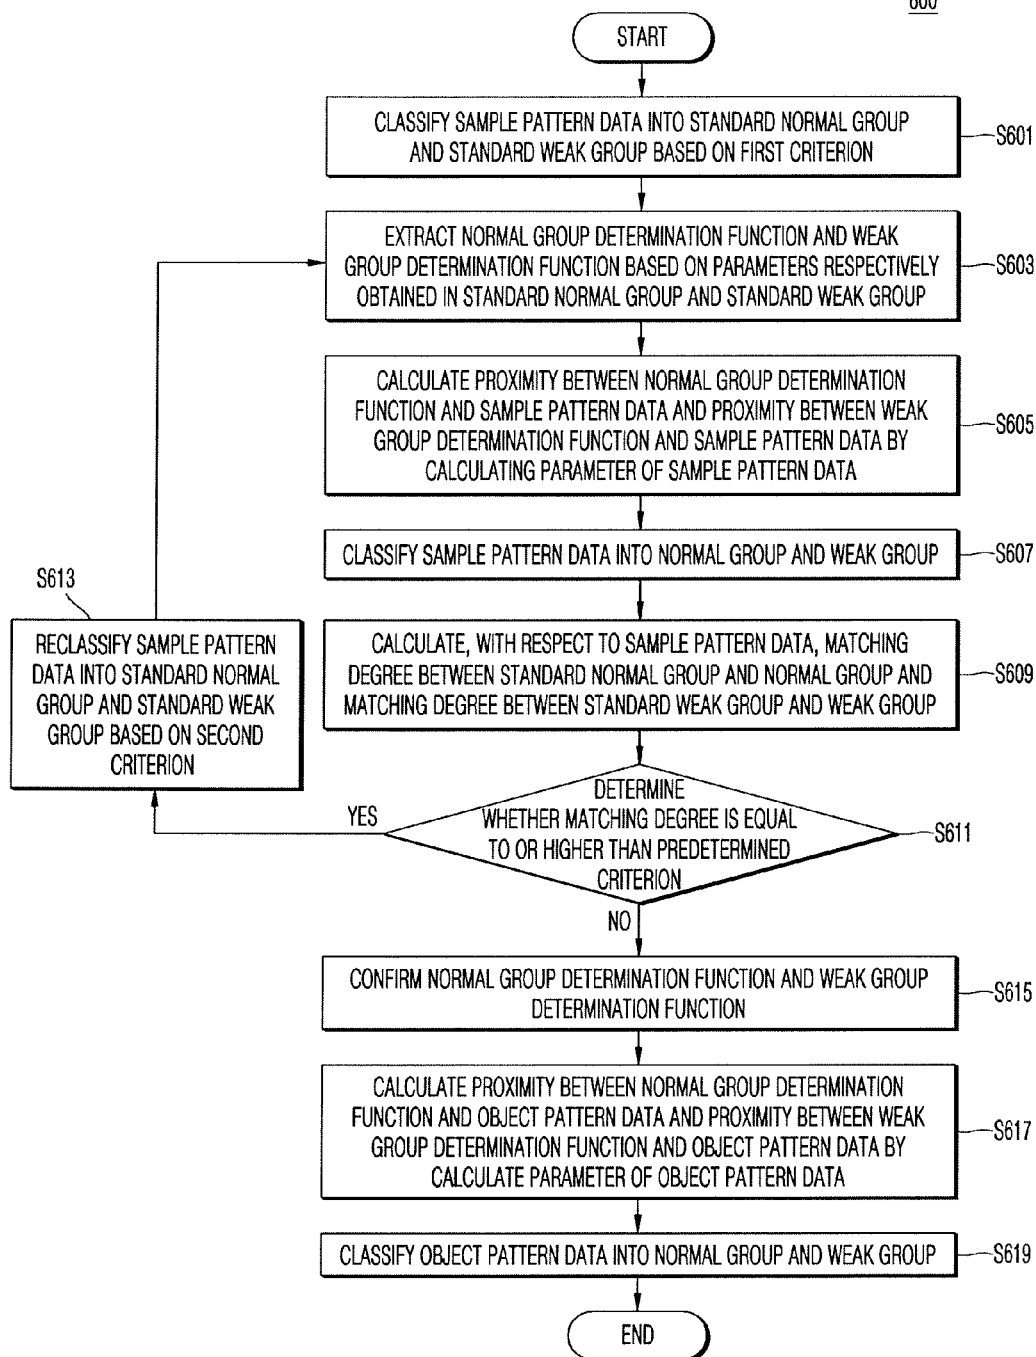 600
START
CLASSIFY SAMPLE PATTERN DATA INTO STANDARD NORMAL GROUP
AND STANDARD WEAK GROUP BASED ON FIRST CRITERION
S601
EXTRACT NORMAL GROUP DETERMINATION FUNCTION AND WEAK
GROUP DETERMINATION FUNCTION BASED ON PARAMETERS RESPECTIVELY
OBTAINED IN STANDARD NORMAL GROUP AND STANDARD WEAK GROUP
S603
CALCULATE PROXIMITY BETWEEN NORMAL GROUP DETERMINATION
FUNCTION AND SAMPLE PATTERN DATA AND PROXIMITY BETWEEN WEAK
GROUP DETERMINATION FUNCTION AND SAMPLE PATTERN DATA BY
CALCULATING PARAMETER OF SAMPLE PATTERN DATA
S605
CLASSIFY SAMPLE PATTERN DATA INTO NORMAL GROUP AND WEAK GROUP
S607
S613
RECLASSIFY SAMPLE PATTERN
DATA INTO STANDARD NORMAL
GROUP AND STANDARD WEAK
GROUP BASED ON SECOND
CRITERION
CALCULATE, WITH RESPECT TO SAMPLE PATTERN DATA, MATCHING
DEGREE BETWEEN STANDARD NORMAL GROUP AND NORMAL GROUP AND
MATCHING DEGREE BETWEEN STANDARD WEAK GROUP AND WEAK GROUP
S609
DETERMINE
WHETHER MATCHING DEGREE IS EQUAL
TO OR HIGHER THAN PREDETERMINED
CRITERION
S611
YES
NO
CONFIRM NORMAL GROUP DETERMINATION FUNCTION AND WEAK GROUP
DETERMINATION FUNCTION
S615
CALCULATE PROXIMITY BETWEEN NORMAL GROUP DETERMINATION
FUNCTION AND OBJECT PATTERN DATA AND PROXIMITY BETWEEN WEAK
GROUP DETERMINATION FUNCTION AND OBJECT PATTERN DATA BY
CALCULATE PARAMETER OF OBJECT PATTERN DATA
S617
CLASSIFY OBJECT PATTERN DATA INTO NORMAL GROUP AND WEAK GROUP
S619
END